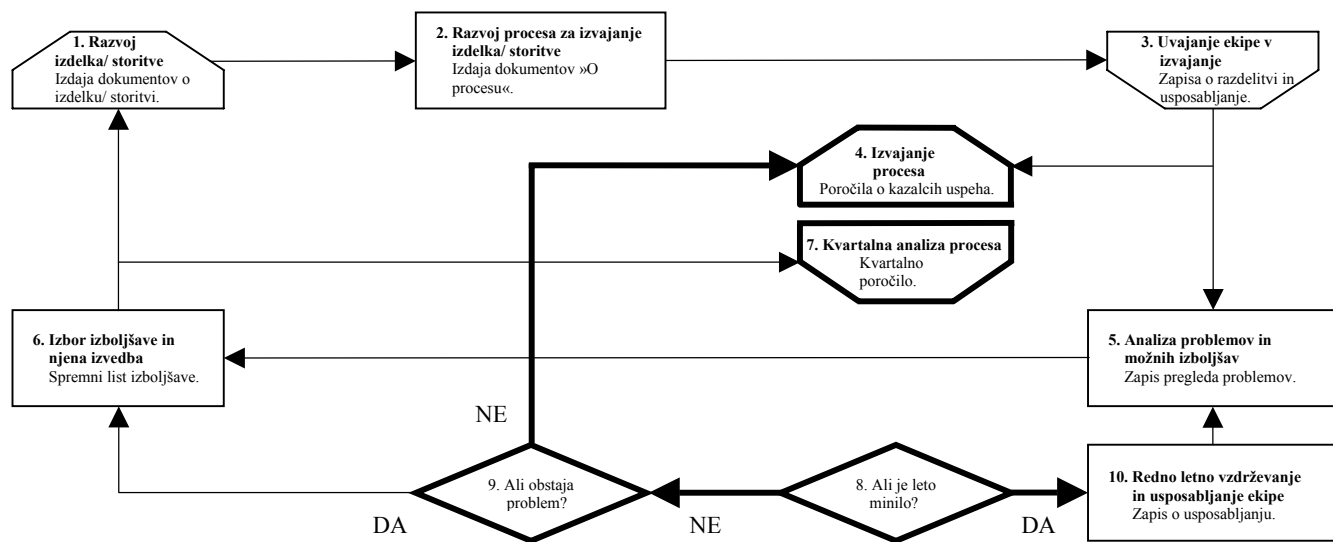 1. Razvoj
izdelka/ storitve
Izdaja dokumentov o
izdelku/ storitvi.
2. Razvoj procesa za izvajanje
izdelka/ storitve
Izdaja dokumentov »O
procesu«.
3. Uvajanje ekipe v
izvajanje
Zapisa o razdelitvi in
usposabljanje.
4. Izvajanje
procesa
Poročila o kazalcih uspeha.
7. Kvartalna analiza procesa
Kvartalno
poročilo.
6. Izbor izboljšave in
njena izvedba
Spremni list izboljšave.
5. Analiza problemov in
možnih izboljšav
Zapis pregleda problemov.
NE
9. Ali obstaja
problem?
8. Ali je leto
minilo?
10. Redno letno vzdrževanje
in usposabljanje ekipe
Zapis o usposabljanju.
DA
NE
DA